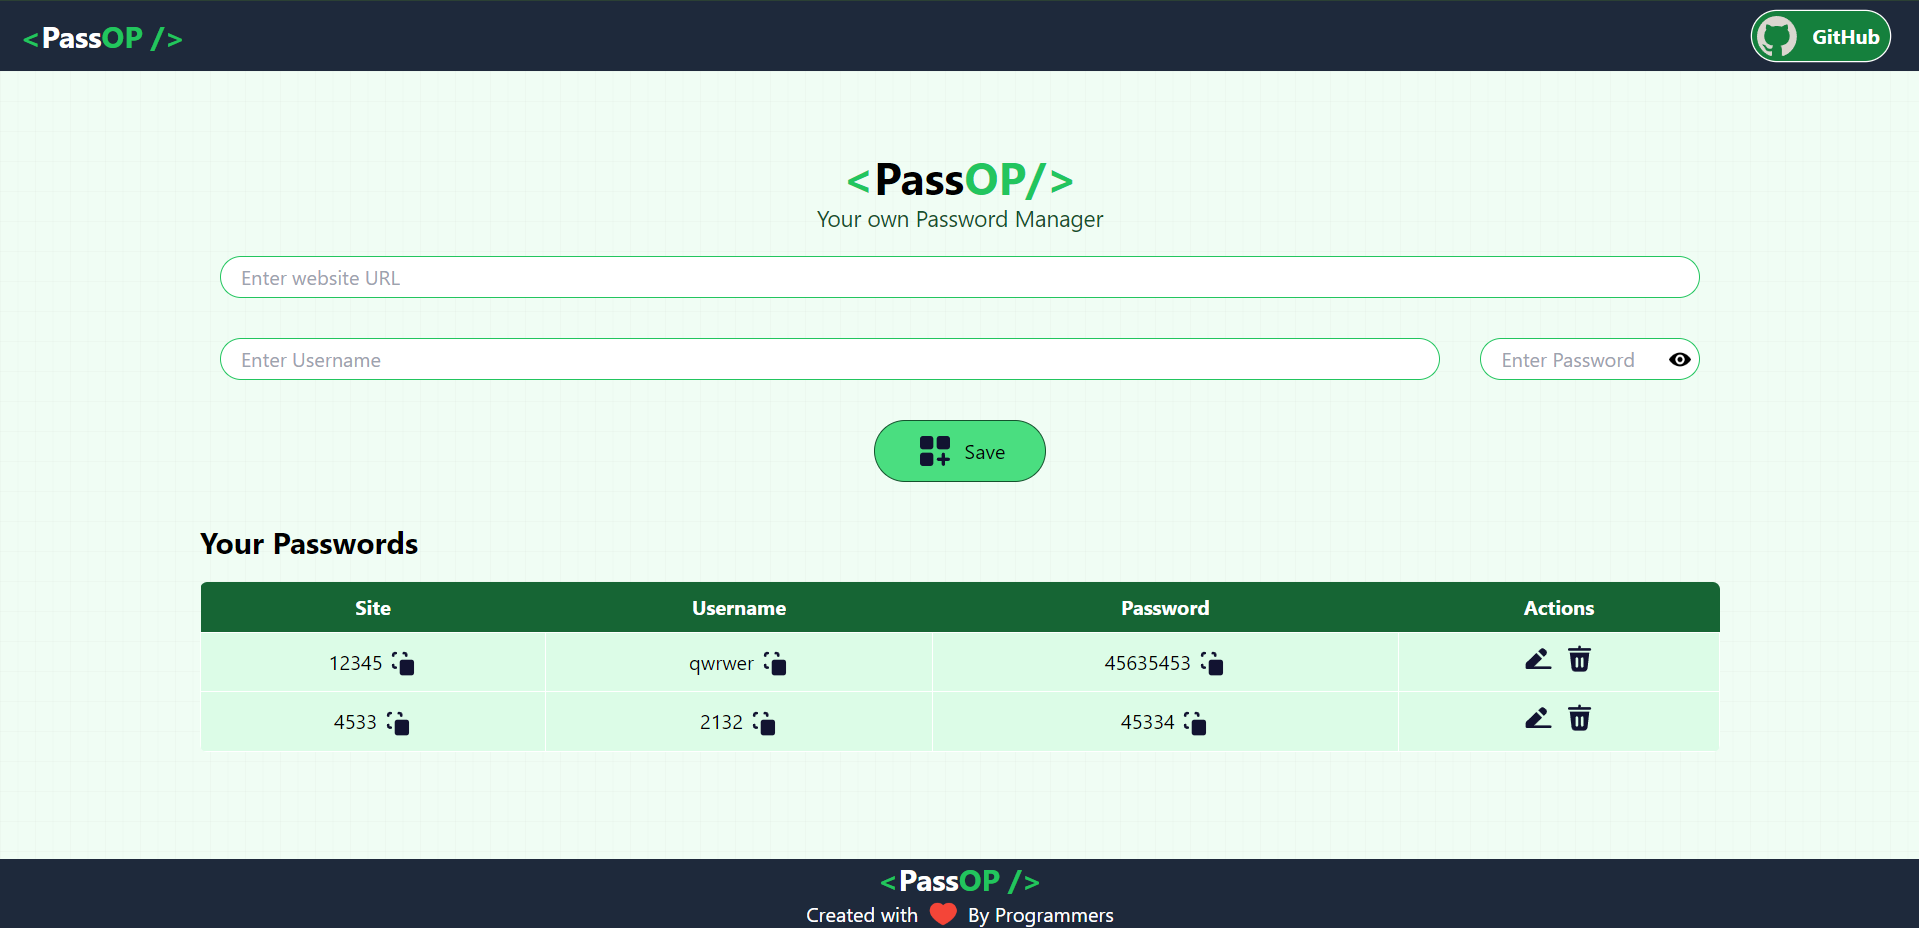 <PassOP />
GitHub
<PassOP/>
Your own Password Manager
Enter website URL
Enter Username
Enter Password
Save
Your Passwords
Site Username Password Actions
12345 qwrwer 45635453
4533 2132 45334
<PassOP />
Created with By Programmers